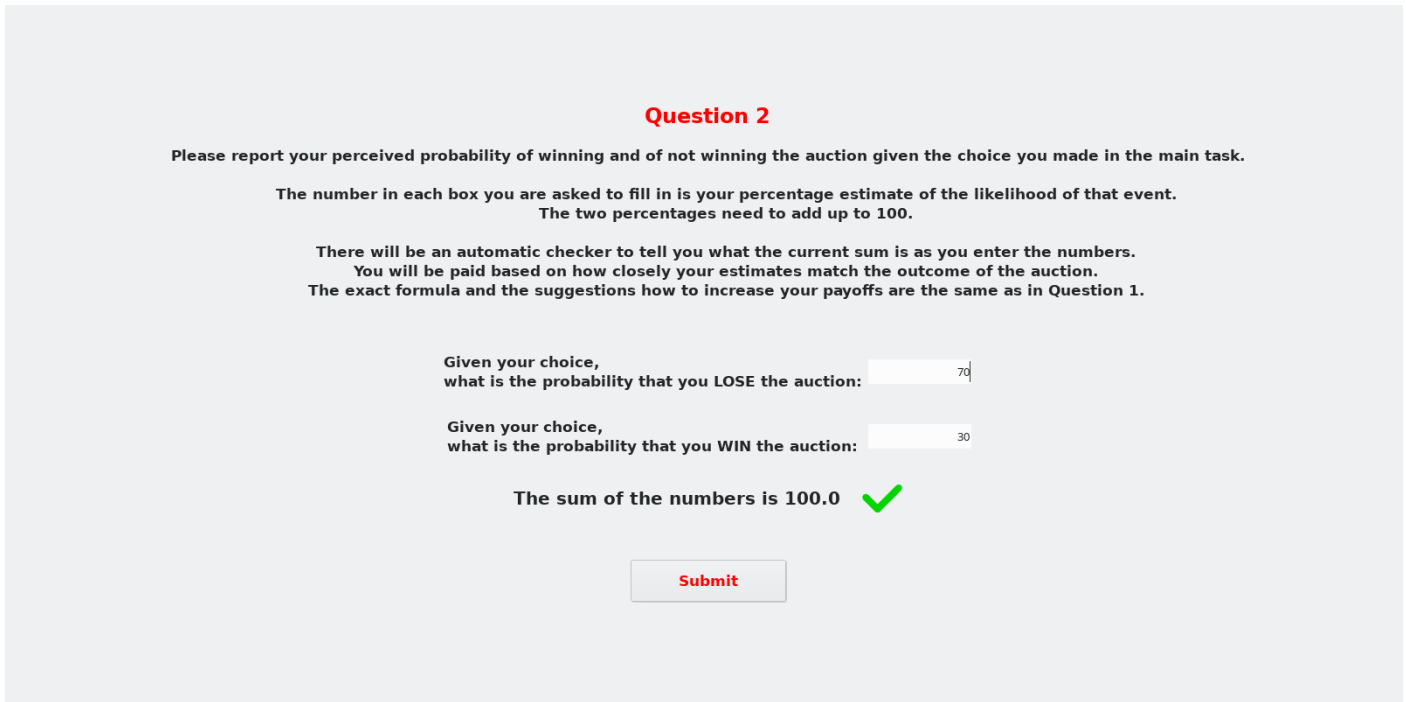 Question 2
Please report your perceived probability of winning and of not winning the auction given the choice you made in the main task.
The number in each box you are asked to fill in is your percentage estimate of the likelihood of that event.
The two percentages need to add up to 100.
There will be an automatic checker to tell you what the current sum is as you enter the numbers.
You will be paid based on how closely your estimates match the outcome of the auction.
The exact formula and the suggestions how to increase your payoffs are the same as in Question 1.
Given your choice,
what is the probability that you LOSE the auction: 70
Given your choice,
what is the probability that you WIN the auction: 30
The sum of the numbers is 100.0
Submit